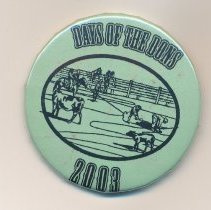 DAYS OF THE DONS
2003